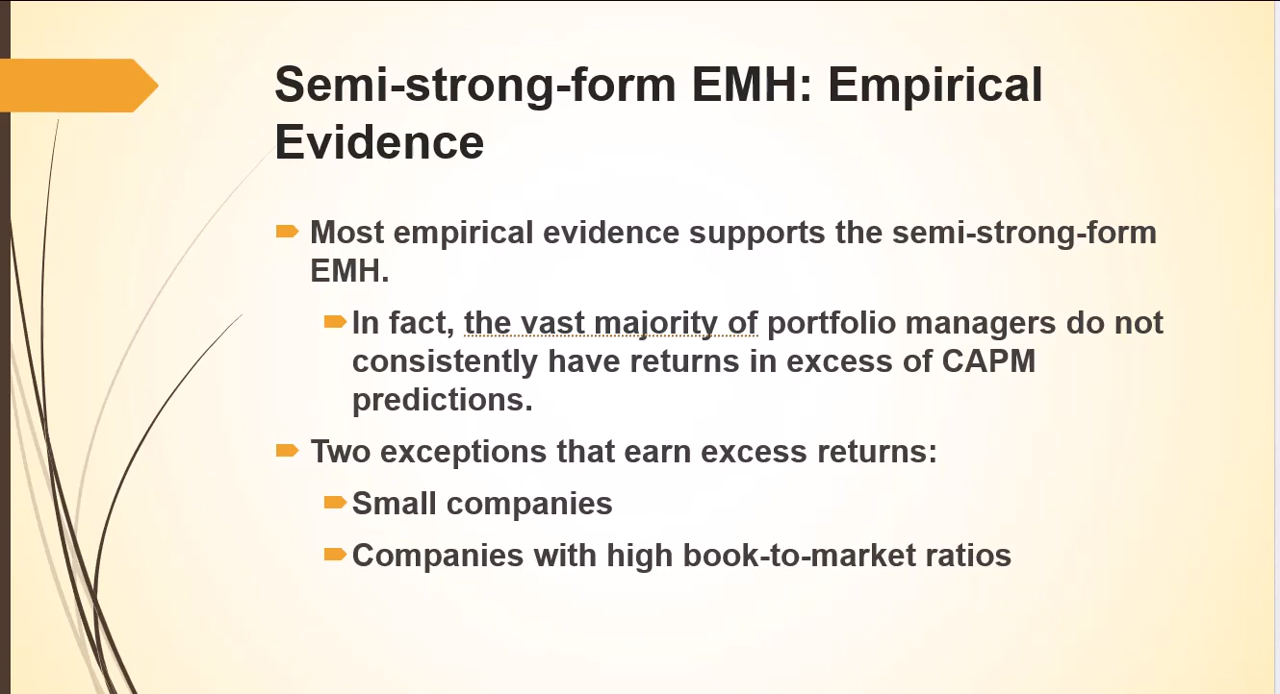 Semi-strong-form EMH: Empirical
Evidence
Most empirical evidence supports the semi-strong-form
EMH.
In fact, the vast majority of portfolio managers do not
consistently have returns in excess of CAPM
predictions.
Two exceptions that earn excess returns:
Small companies
Companies with high book-to-market ratios